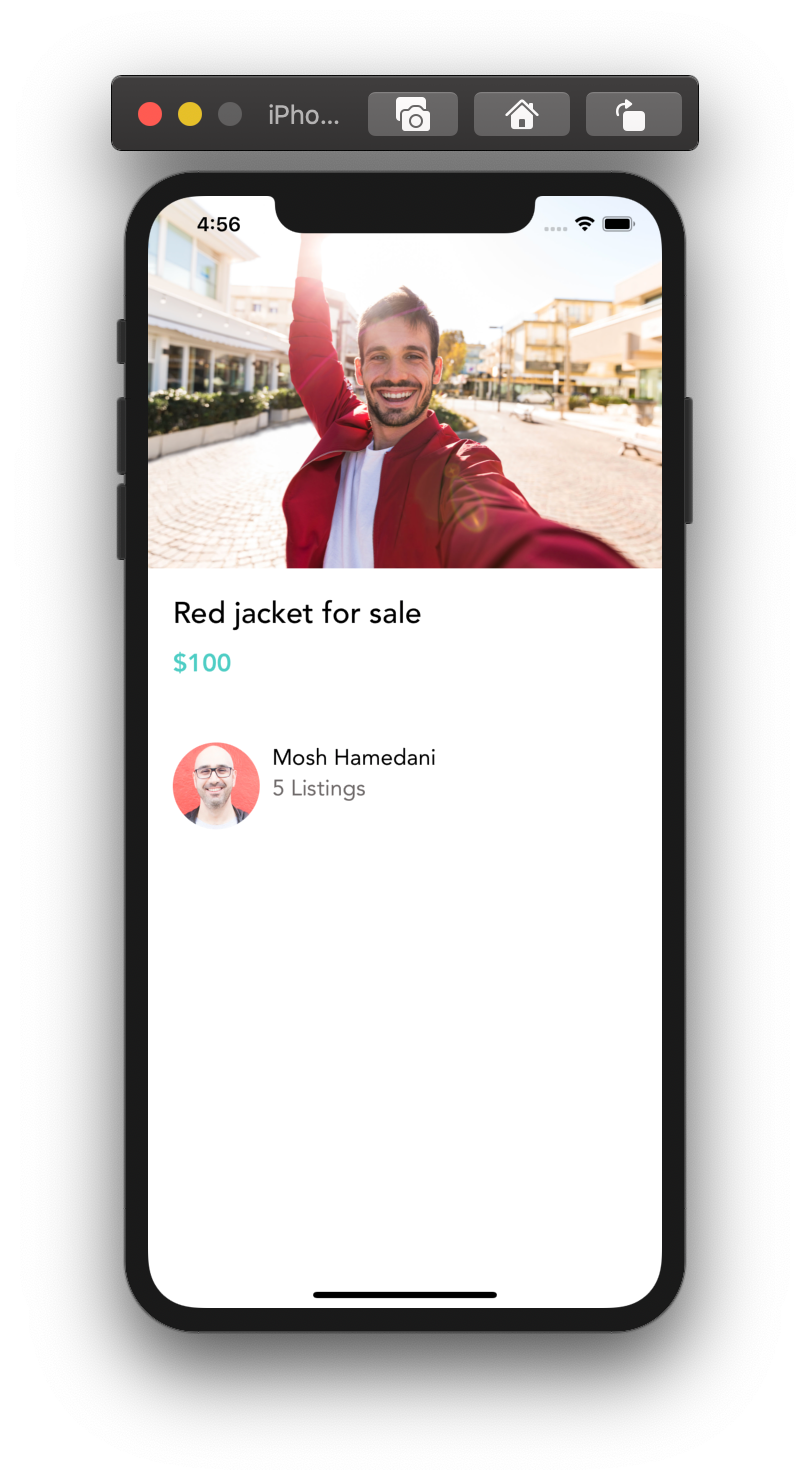 iPho...
4:56
Red jacket for sale
$100
Mosh Hamedani
5 Listings